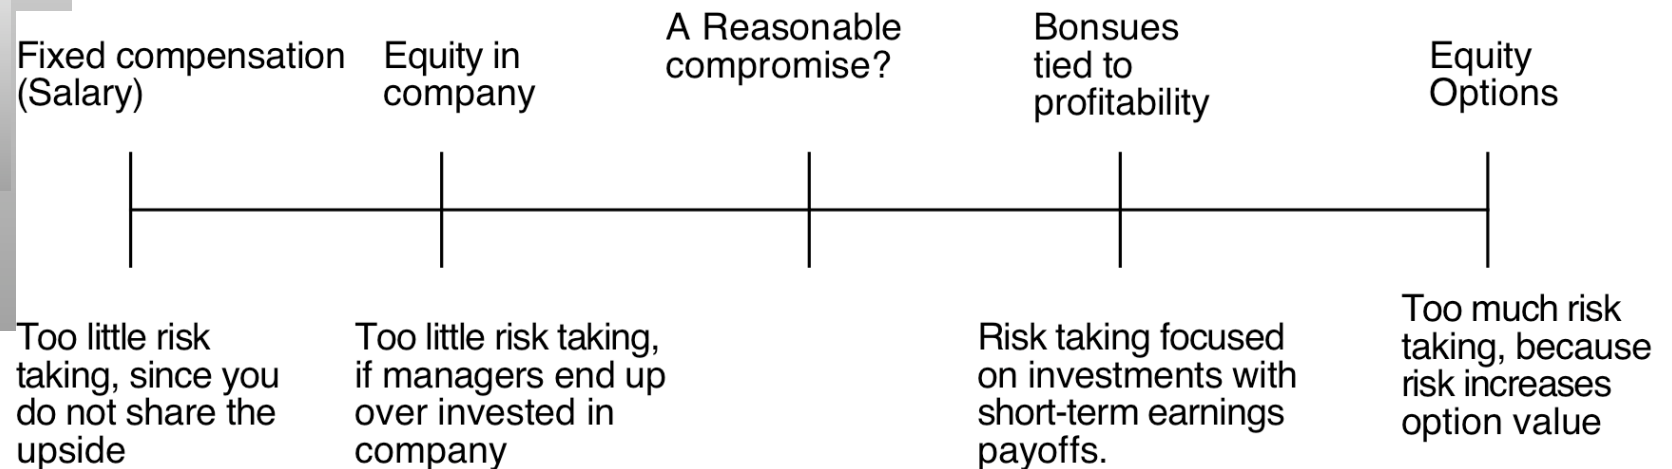 Fixed compensation
(Salary)
Equity in
company
A Reasonable
compromise?
Bonsues
tied to
profitability
Equity
Options
Too little risk
taking, since you
do not share the
upside
Too little risk taking,
if managers end up
over invested in
company
Risk taking focused
on investments with
short-term earnings
payoffs.
Too much risk
taking, because
risk increases
option value